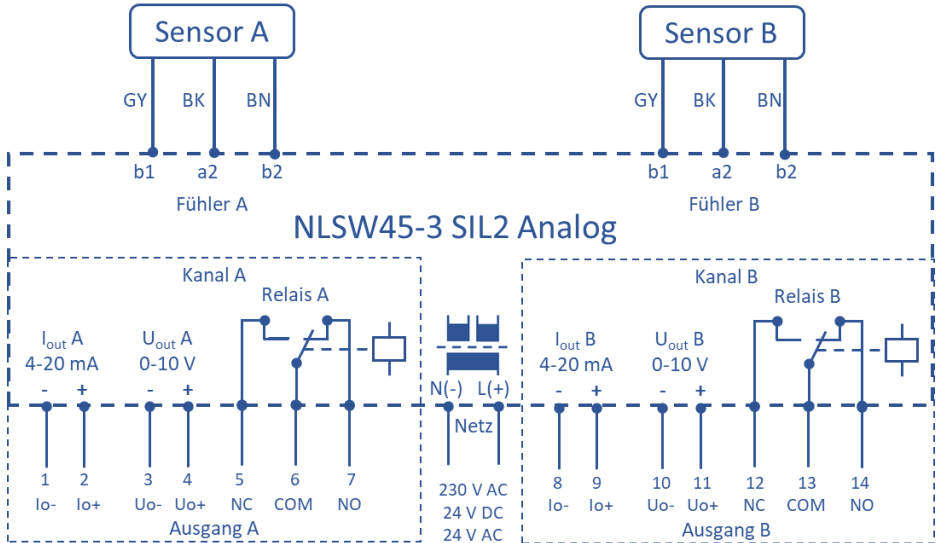 Sensor A
Sensor B
GY BK BN
GY BK BN
b1 a2 b2
b1 a2 b2
Fühler A
Fühler B
NLSW45-3 SIL2 Analog
Kanal A
Kanal B
Relais A
Relais B
Iout A
4-20 mA
- +
Uout A
0-10 V
- +
N(-) L(+)
Netz
Iout B
4-20 mA
- +
Uout B
0-10 V
- +
1 2 3 4 5 6 7
Io- Io+ Uo- Uo+ NC COM NO
Ausgang A
230 V AC
24 V DC
24 V AC
8 9 10 11 12 13 14
Io- Io+ Uo- Uo+ NC COM NO
Ausgang B